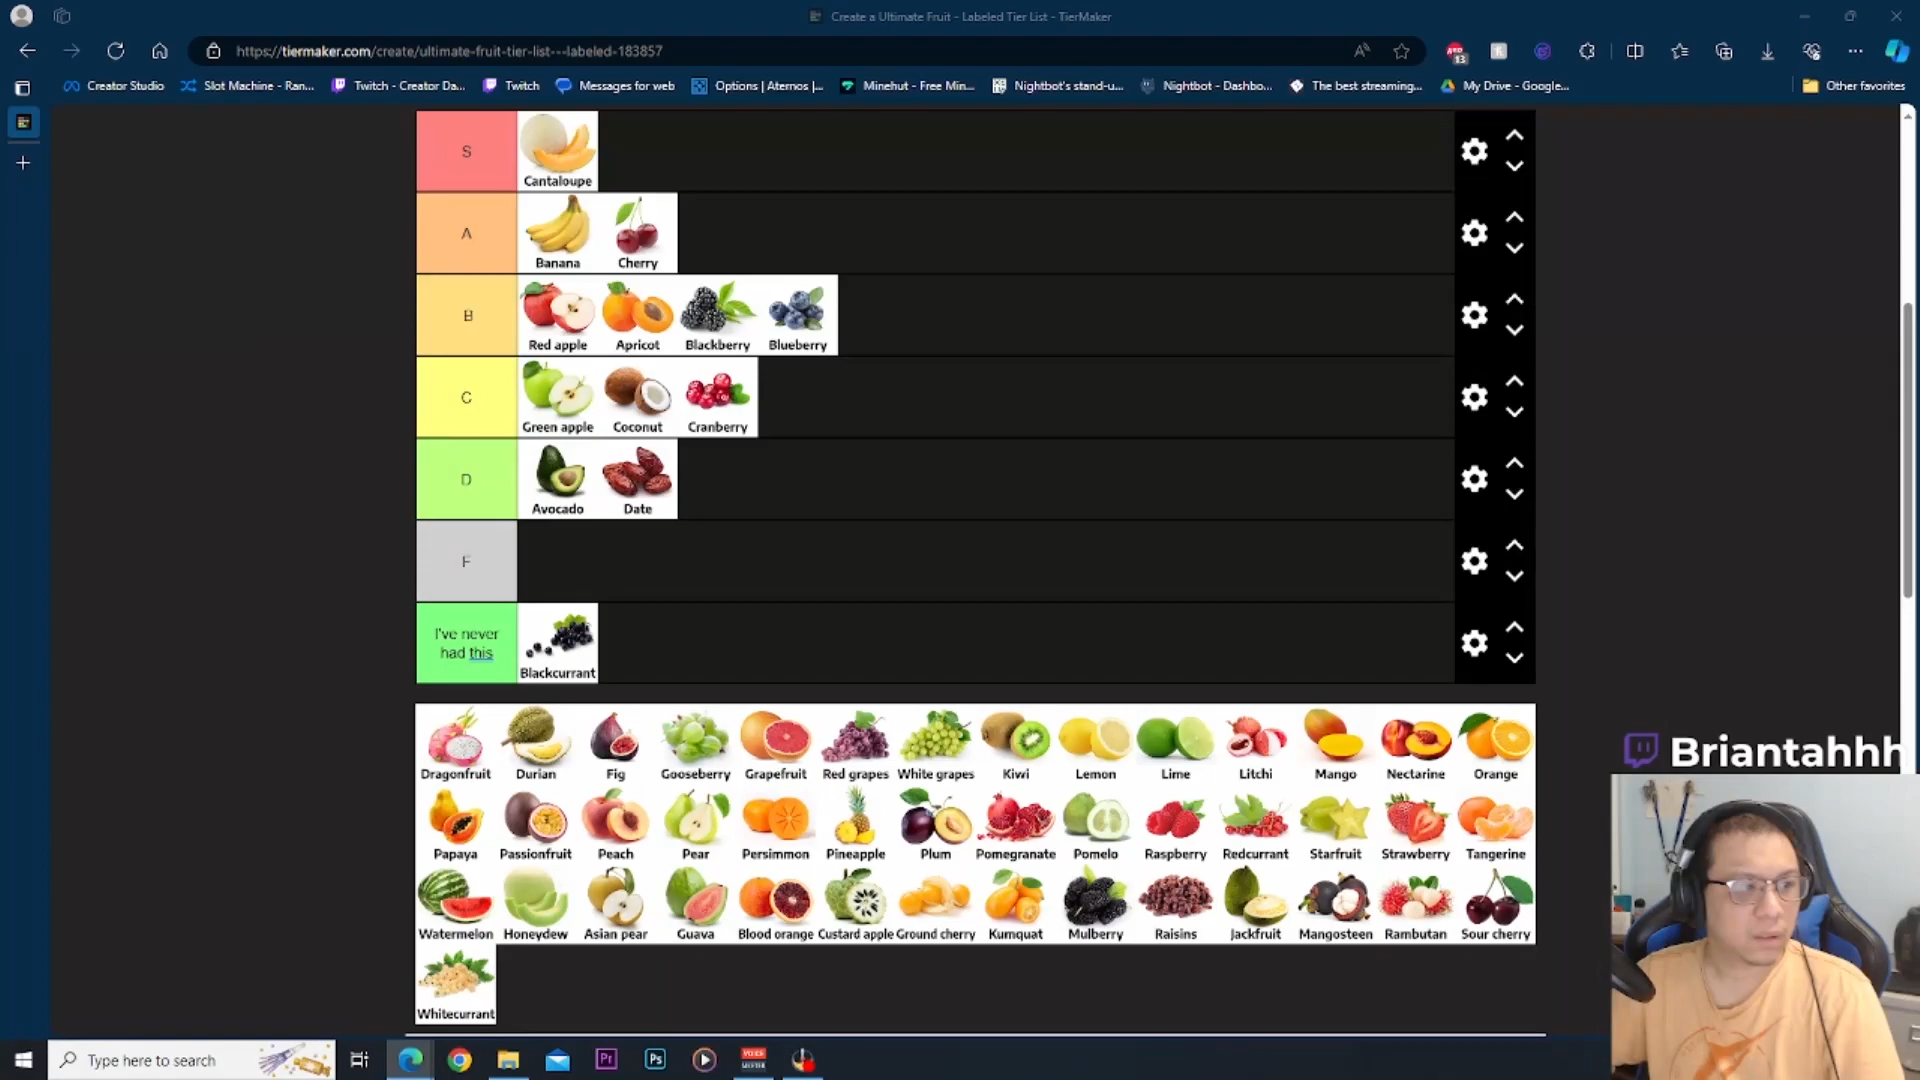 Create a Ultimate Fruit - Labeled Tier List - TierMaker
https://tiermaker.com/create/ultimate-fruit-tier-list---labeled-183857
13
Creator Studio
Slot Machine - Ran...
Twitch - Creator Da...
Twitch
Messages for web
Options | Aternos |...
Minehut - Free Min...
Nightbot's stand-u...
Nightbot - Dashbo...
The best streaming...
My Drive - Google...
Other favorites
S
Cantaloupe
A
Banana
Cherry
B
Red apple
Apricot
Blackberry
Blueberry
C
Green apple
Coconut
Cranberry
D
Avocado
Date
F
I've never
had this
Blackcurrant
Dragonfruit
Durian
Fig
Gooseberry
Grapefruit
Red grapes
White grapes
Kiwi
Lemon
Lime
Litchi
Mango
Nectarine
Orange
Papaya
Passionfruit
Peach
Pear
Persimmon
Pineapple
Plum
Pomegranate
Pomelo
Raspberry
Redcurrant
Starfruit
Strawberry
Tangerine
Watermelon
Honeydew
Asian pear
Guava
Blood orange
Custard apple
Ground cherry
Kumquat
Mulberry
Raisins
Jackfruit
Mangosteen
Rambutan
Sour cherry
Whitecurrant
Briantahhh
Type here to search
Pr
Ps